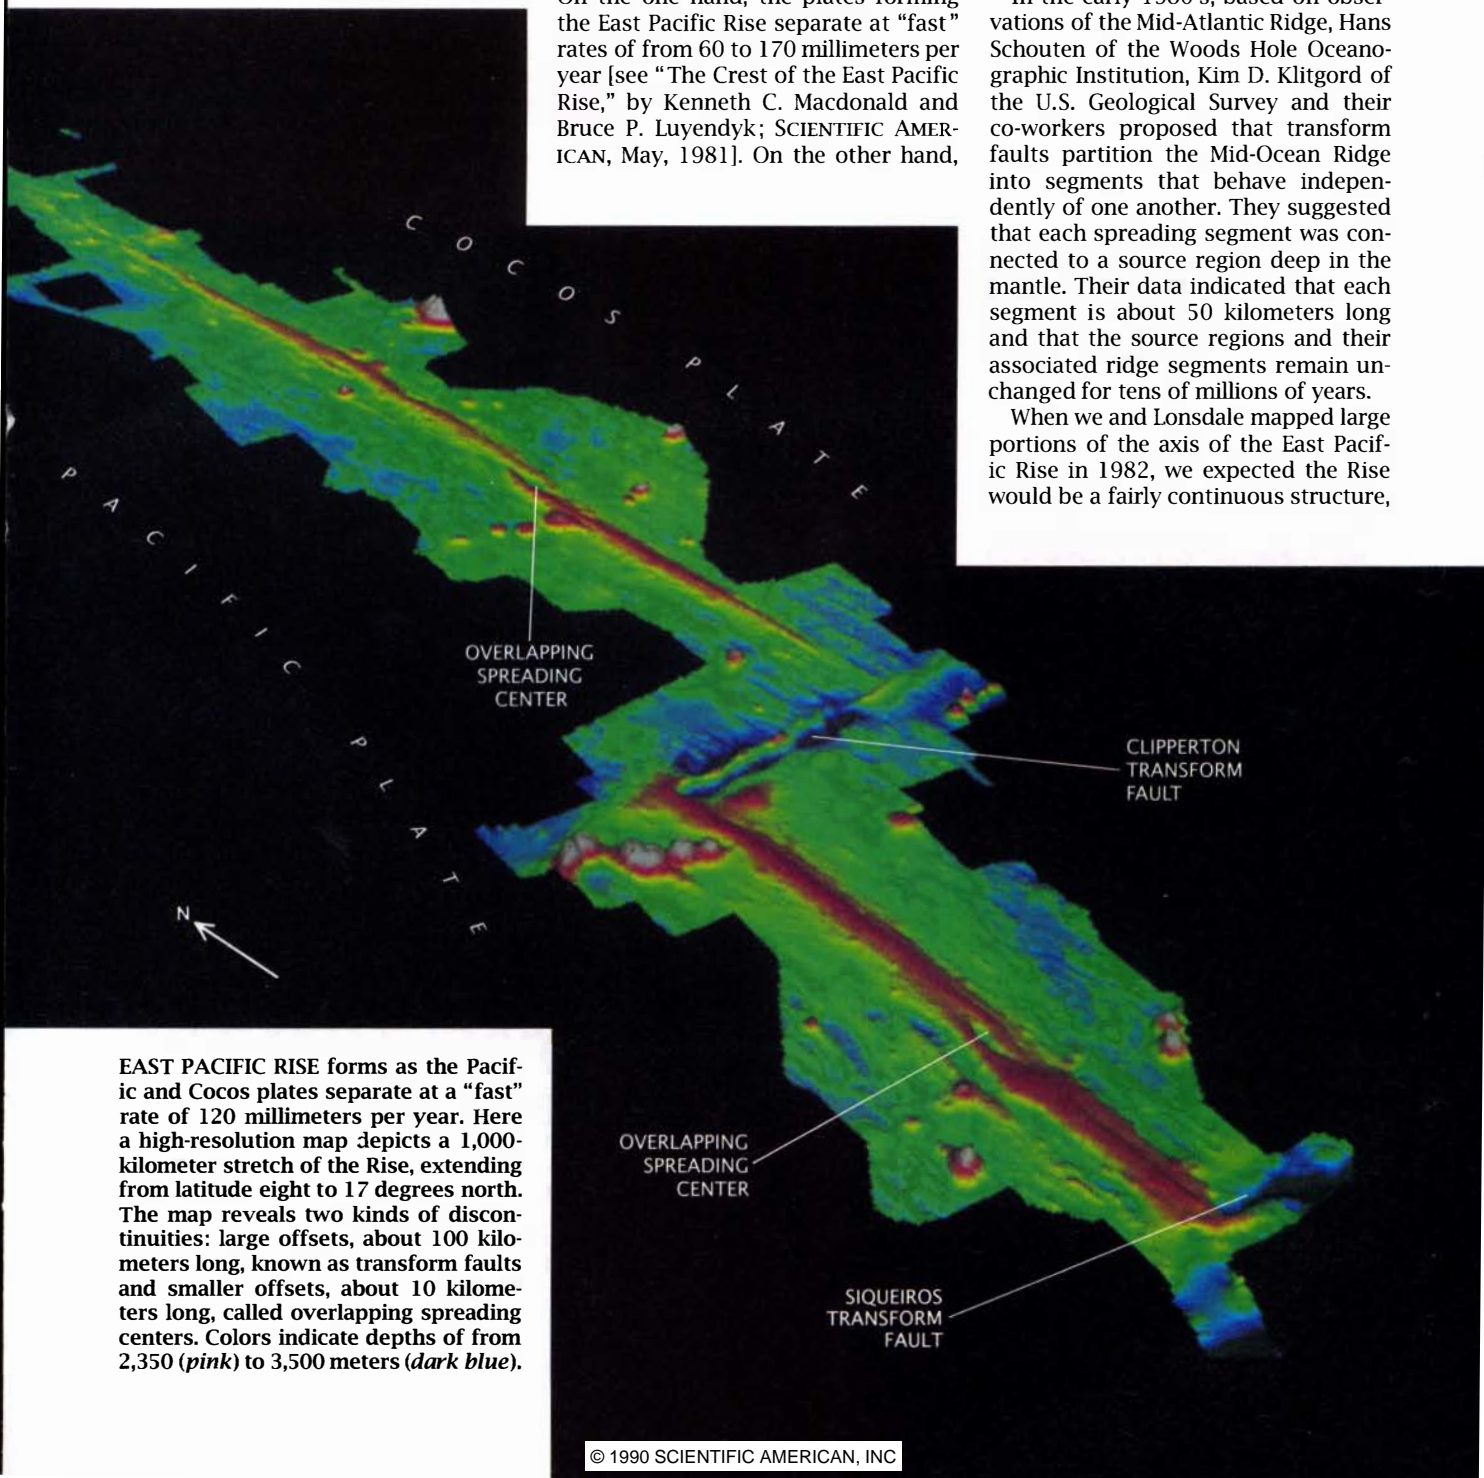 the East Pacific Rise separate at “fast”
rates of from 60 to 170 millimeters per
year [see “The Crest of the East Pacific
Rise,” by Kenneth C. Macdonald and
Bruce P. Luyendyk; SCIENTIFIC AMER-
ICAN, May, 1981]. On the other hand,
vations of the Mid-Atlantic Ridge, Hans
Schouten of the Woods Hole Oceano-
graphic Institution, Kim D. Klitgord of
the U.S. Geological Survey and their
co-workers proposed that transform
faults partition the Mid-Ocean Ridge
into segments that behave indepen-
dently of one another. They suggested
that each spreading segment was con-
nected to a source region deep in the
mantle. Their data indicated that each
segment is about 50 kilometers long
and that the source regions and their
associated ridge segments remain un-
changed for tens of millions of years.
When we and Lonsdale mapped large
portions of the axis of the East Pacif-
ic Rise in 1982, we expected the Rise
would be a fairly continuous structure,
COCOS PLATE
PACIFIC PLATE
OVERLAPPING
SPREADING
CENTER
CLIPPERTON
TRANSFORM
FAULT
N
OVERLAPPING
SPREADING
CENTER
SIQUEIROS
TRANSFORM
FAULT
EAST PACIFIC RISE forms as the Pacif-
ic and Cocos plates separate at a “fast”
rate of 120 millimeters per year. Here
a high-resolution map depicts a 1,000-
kilometer stretch of the Rise, extending
from latitude eight to 17 degrees north.
The map reveals two kinds of discon-
tinuities: large offsets, about 100 kilo-
meters long, known as transform faults
and smaller offsets, about 10 kilome-
ters long, called overlapping spreading
centers. Colors indicate depths of from
2,350 (pink) to 3,500 meters (dark blue).
© 1990 SCIENTIFIC AMERICAN, INC